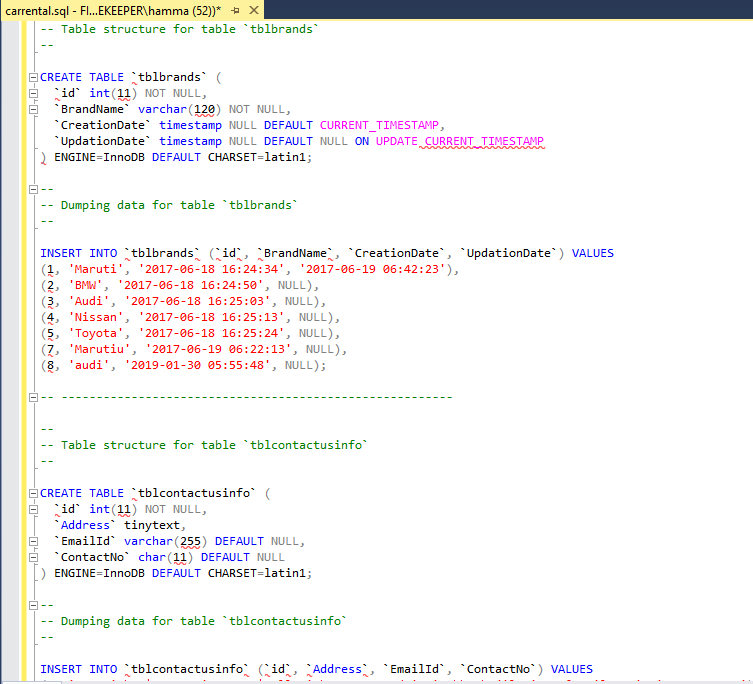 carrental.sql - FI...EKEEPER\hamma (52))*
-- Table structure for table `tblbrands`
--
CREATE TABLE `tblbrands` (
`id` int(11) NOT NULL,
`BrandName` varchar(120) NOT NULL,
`CreationDate` timestamp NULL DEFAULT CURRENT_TIMESTAMP,
`UpdationDate` timestamp NULL DEFAULT NULL ON UPDATE CURRENT_TIMESTAMP
) ENGINE=InnoDB DEFAULT CHARSET=latin1;
--
-- Dumping data for table `tblbrands`
--
INSERT INTO `tblbrands` (`id`, `BrandName`, `CreationDate`, `UpdationDate`) VALUES
(1, 'Maruti', '2017-06-18 16:24:34', '2017-06-19 06:42:23'),
(2, 'BMW', '2017-06-18 16:24:50', NULL),
(3, 'Audi', '2017-06-18 16:25:03', NULL),
(4, 'Nissan', '2017-06-18 16:25:13', NULL),
(5, 'Toyota', '2017-06-18 16:25:24', NULL),
(7, 'Marutiu', '2017-06-19 06:22:13', NULL),
(8, 'audi', '2019-01-30 05:55:48', NULL);
-- --------------------------------------------------------
--
-- Table structure for table `tblcontactusinfo`
--
CREATE TABLE `tblcontactusinfo` (
`id` int(11) NOT NULL,
`Address` tinytext,
`EmailId` varchar(255) DEFAULT NULL,
`ContactNo` char(11) DEFAULT NULL
) ENGINE=InnoDB DEFAULT CHARSET=latin1;
--
-- Dumping data for table `tblcontactusinfo`
--
INSERT INTO `tblcontactusinfo` (`id`, `Address`, `EmailId`, `ContactNo`) VALUES